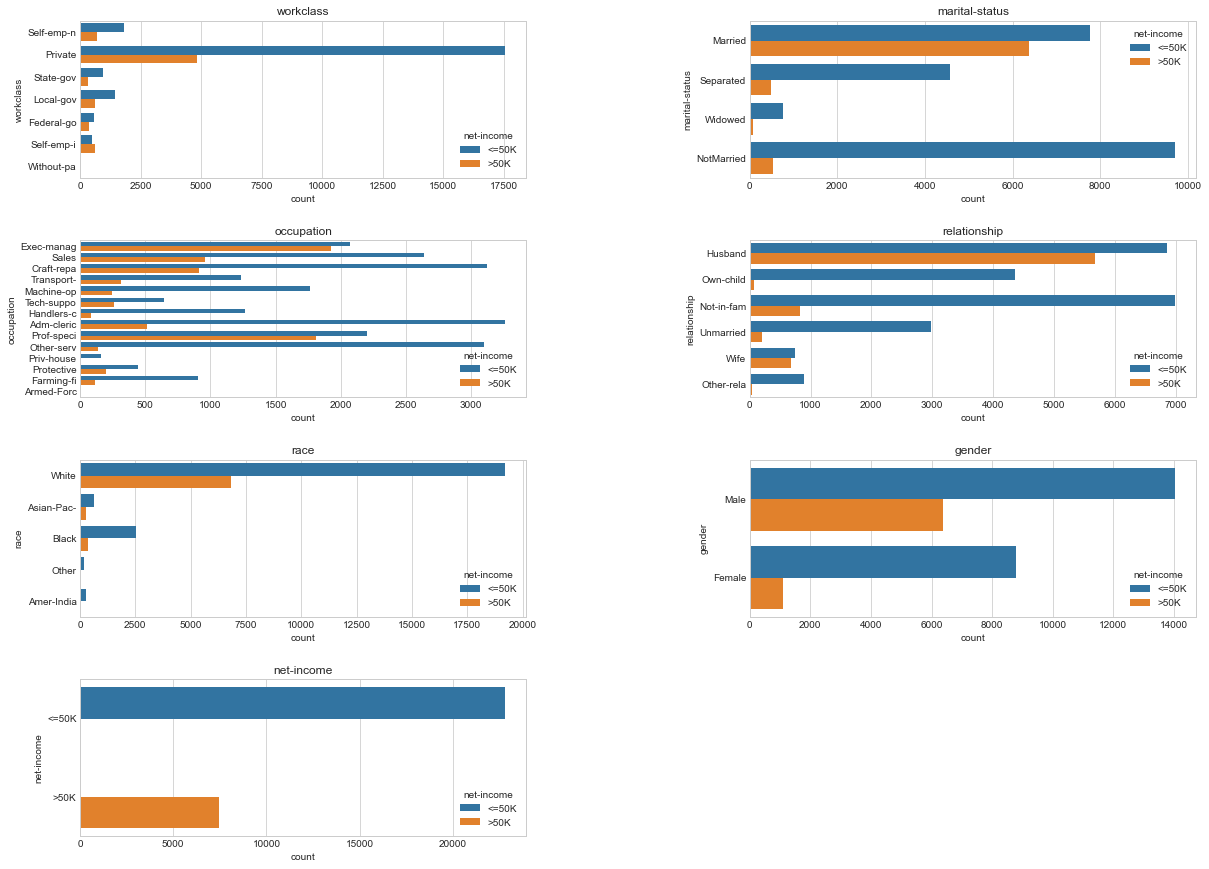 workclass
workclass
Self-emp-n
Private
State-gov
Local-gov
Federal-go
Self-emp-i
Without-pa
net-income
<=50K
>50K
0 2500 5000 7500 10000 12500 15000 17500
count
marital-status
marital-status
Married
Separated
Widowed
NotMarried
net-income
<=50K
>50K
0 2000 4000 6000 8000 10000
count
occupation
occupation
Exec-manag
Sales
Craft-repa
Transport-
Machine-op
Tech-suppo
Handlers-c
Adm-cleric
Prof-speci
Other-serv
Priv-house
Protective
Farming-fi
Armed-Forc
net-income
<=50K
>50K
0 500 1000 1500 2000 2500 3000
count
relationship
relationship
Husband
Own-child
Not-in-fam
Unmarried
Wife
Other-rela
net-income
<=50K
>50K
0 1000 2000 3000 4000 5000 6000 7000
count
race
race
White
Asian-Pac-
Black
Other
Amer-India
net-income
<=50K
>50K
0 2500 5000 7500 10000 12500 15000 17500 20000
count
gender
gender
Male
Female
net-income
<=50K
>50K
0 2000 4000 6000 8000 10000 12000 14000
count
net-income
net-income
<=50K
>50K
net-income
<=50K
>50K
0 5000 10000 15000 20000
count